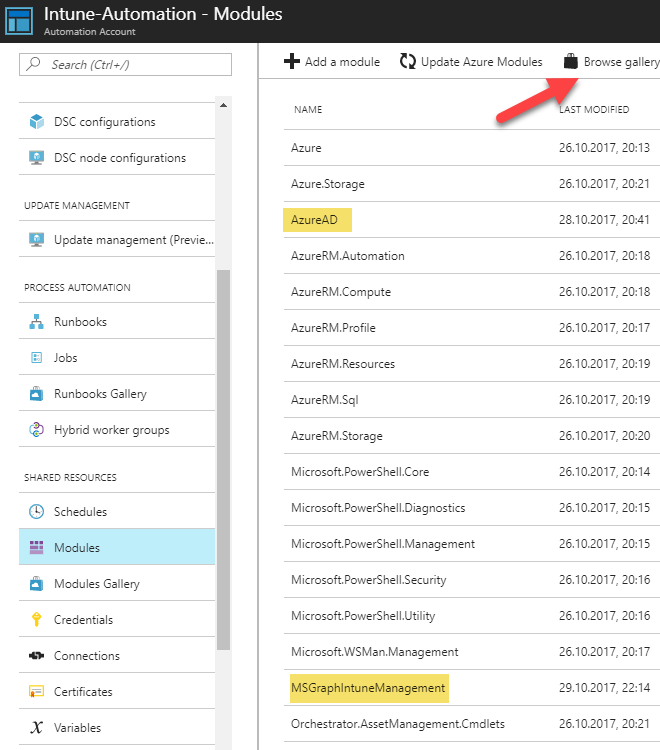 Intune-Automation - Modules
Automation Account
Search (Ctrl+/)
DSC configurations
DSC node configurations
UPDATE MANAGEMENT
Update management (Previe...
PROCESS AUTOMATION
Runbooks
Jobs
Runbooks Gallery
Hybrid worker groups
SHARED RESOURCES
Schedules
Modules
Modules Gallery
Credentials
Connections
Certificates
Variables
Add a module Update Azure Modules Browse gallery
NAME LAST MODIFIED
Azure 26.10.2017, 20:13
Azure.Storage 26.10.2017, 20:21
AzureAD 28.10.2017, 20:41
AzureRM.Automation 26.10.2017, 20:18
AzureRM.Compute 26.10.2017, 20:18
AzureRM.Profile 26.10.2017, 20:17
AzureRM.Resources 26.10.2017, 20:19
AzureRM.Sql 26.10.2017, 20:19
AzureRM.Storage 26.10.2017, 20:20
Microsoft.PowerShell.Core 26.10.2017, 20:14
Microsoft.PowerShell.Diagnostics 26.10.2017, 20:15
Microsoft.PowerShell.Management 26.10.2017, 20:15
Microsoft.PowerShell.Security 26.10.2017, 20:16
Microsoft.PowerShell.Utility 26.10.2017, 20:16
Microsoft.WSMan.Management 26.10.2017, 20:17
MSGraphIntuneManagement 29.10.2017, 22:14
Orchestrator.AssetManagement.Cmdlets 26.10.2017, 20:21